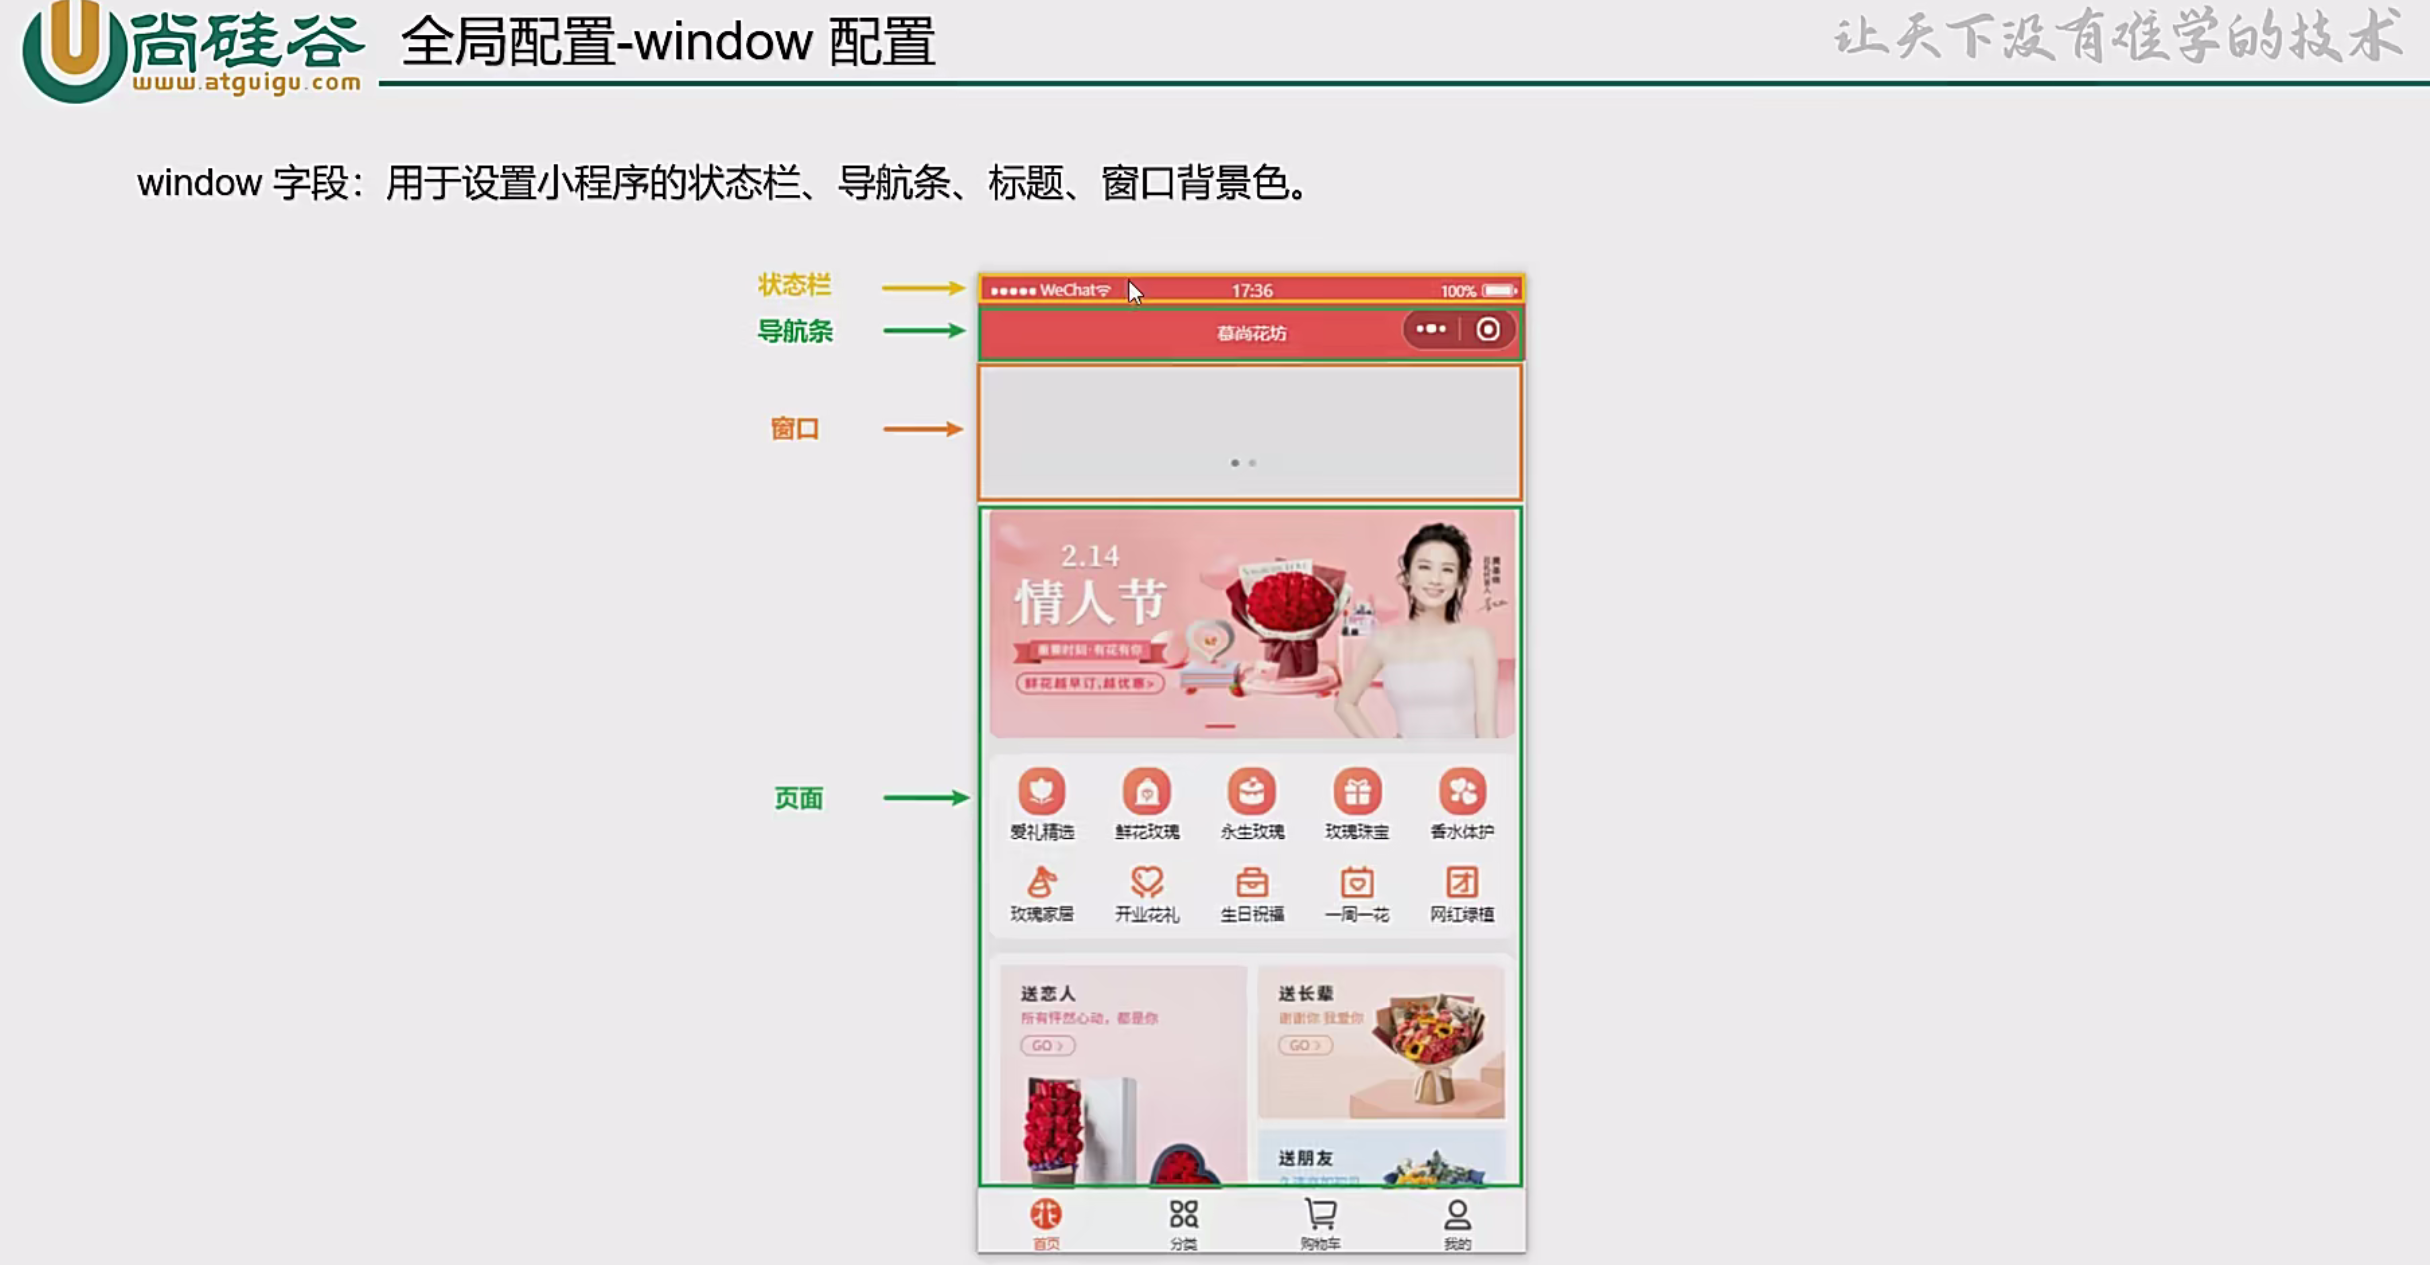 尚硅谷
www.atguigu.com
全局配置-window 配置
让天下没有难学的技术
window 字段：用于设置小程序的状态栏、导航条、标题、窗口背景色。
状态栏
WeChat 17:36 100%
导航条
慕尚花坊
窗口
2.14
情人节
重要时刻·有花有你
鲜花越早订,越优惠>
页面
爱礼精选 鲜花玫瑰 永生玫瑰 玫瑰珠宝 香水体护
玫瑰家居 开业花礼 生日祝福 一周一花 网红绿植
送恋人
所有怦然心动，都是你
GO >
送长辈
谢谢你 我爱你
GO >
送朋友
首页 分类 购物车 我的